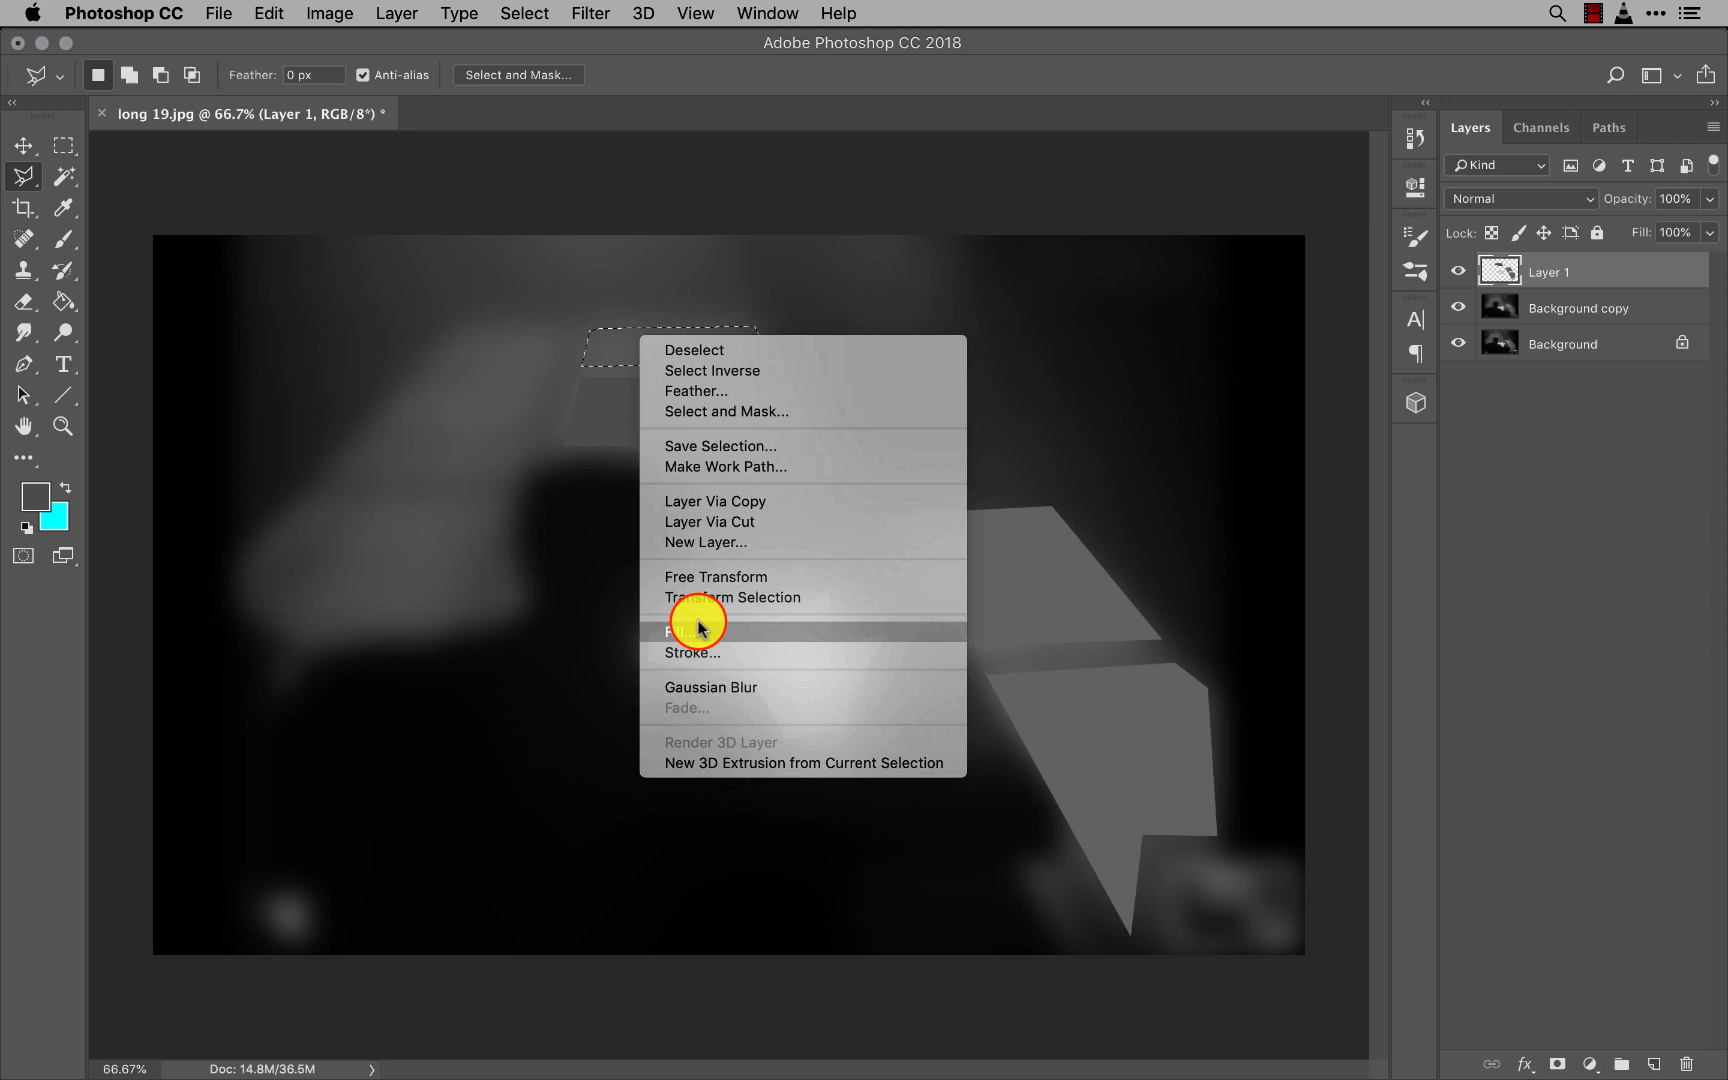 Photoshop CC File Edit Image Layer Type Select Filter 3D View Window Help
Adobe Photoshop CC 2018
Feather: 0 px Anti-alias Select and Mask...
× long 19.jpg @ 66.7% (Layer 1, RGB/8*) *
Layers Channels Paths
Kind
Normal Opacity: 100%
Lock: Fill: 100%
Layer 1
Background copy
Background
Deselect
Select Inverse
Feather...
Select and Mask...
Save Selection...
Make Work Path...
Layer Via Copy
Layer Via Cut
New Layer...
Free Transform
Transform Selection
Fill...
Stroke...
Gaussian Blur
Fade...
Render 3D Layer
New 3D Extrusion from Current Selection
66.67% Doc: 14.8M/36.5M